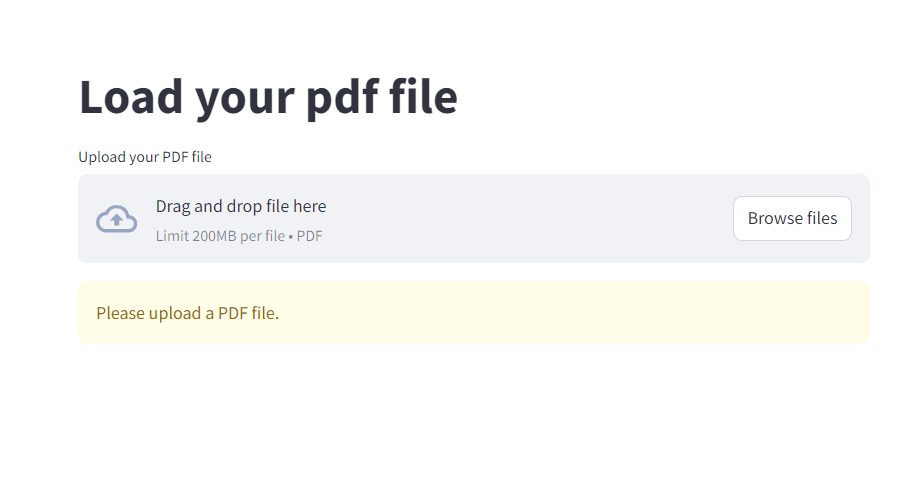 Load your pdf file
Upload your PDF file
Drag and drop file here
Limit 200MB per file • PDF
Browse files
Please upload a PDF file.